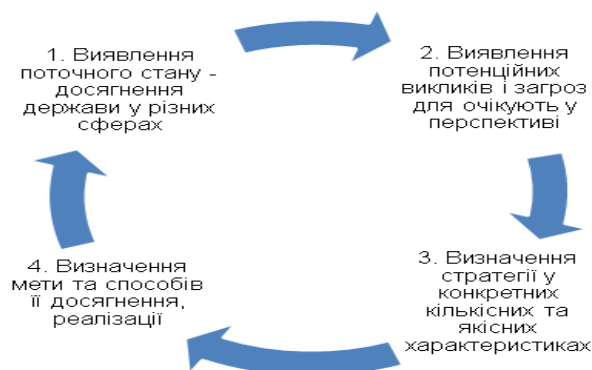 1. Виявлення
поточного стану -
досягнення
держави у різних
сферах
2. Виявлення
потенційних
викликів і загроз
для очікують у
перспективі
3. Визначення
стратегії у
конкретних
кількісних та
якісних
характеристиках
4. Визначення
мети та способів
її досягнення,
реалізації